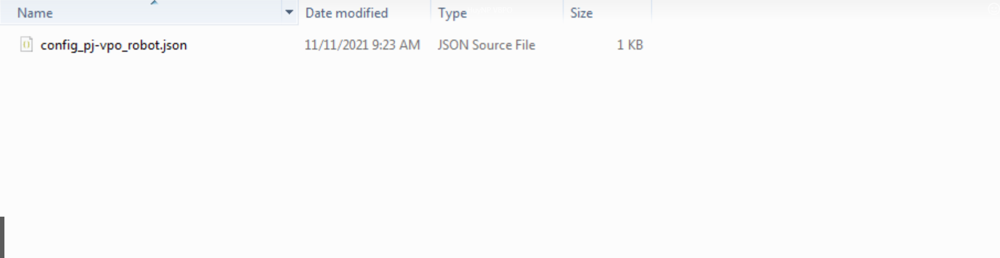 Name Date modified Type Size
config_pj-vpo_robot.json 11/11/2021 9:23 AM JSON Source File 1 KB